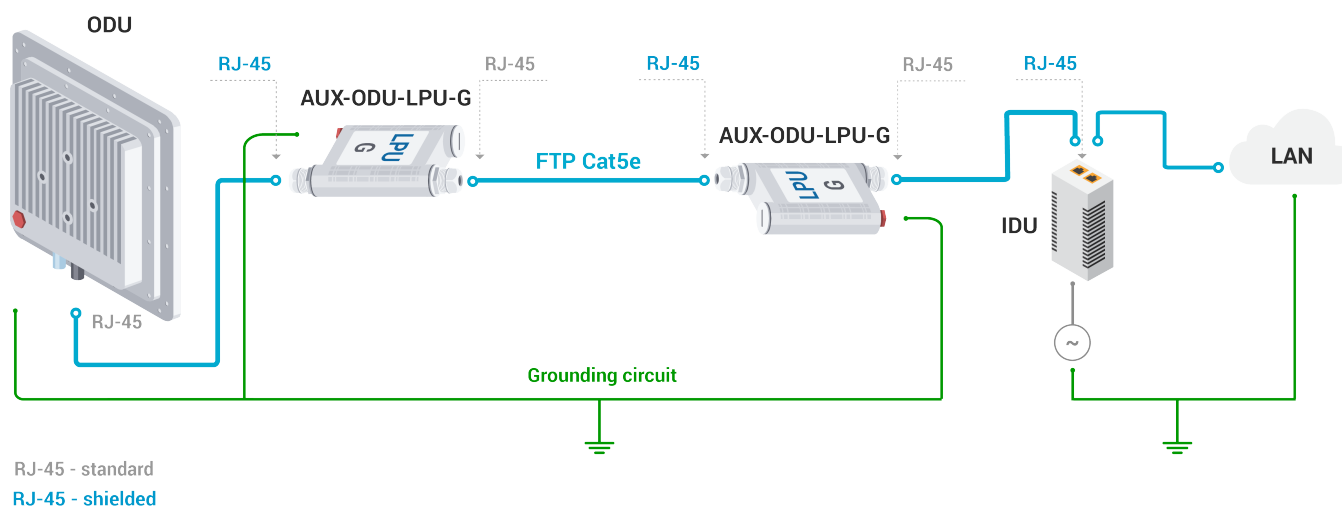 ODU
RJ-45
RJ-45
RJ-45
RJ-45
RJ-45
AUX-ODU-LPU-G
AUX-ODU-LPU-G
LPU
G
FTP Cat5e
LPU
G
LAN
IDU
RJ-45
~
Grounding circuit
RJ-45 - standard
RJ-45 - shielded